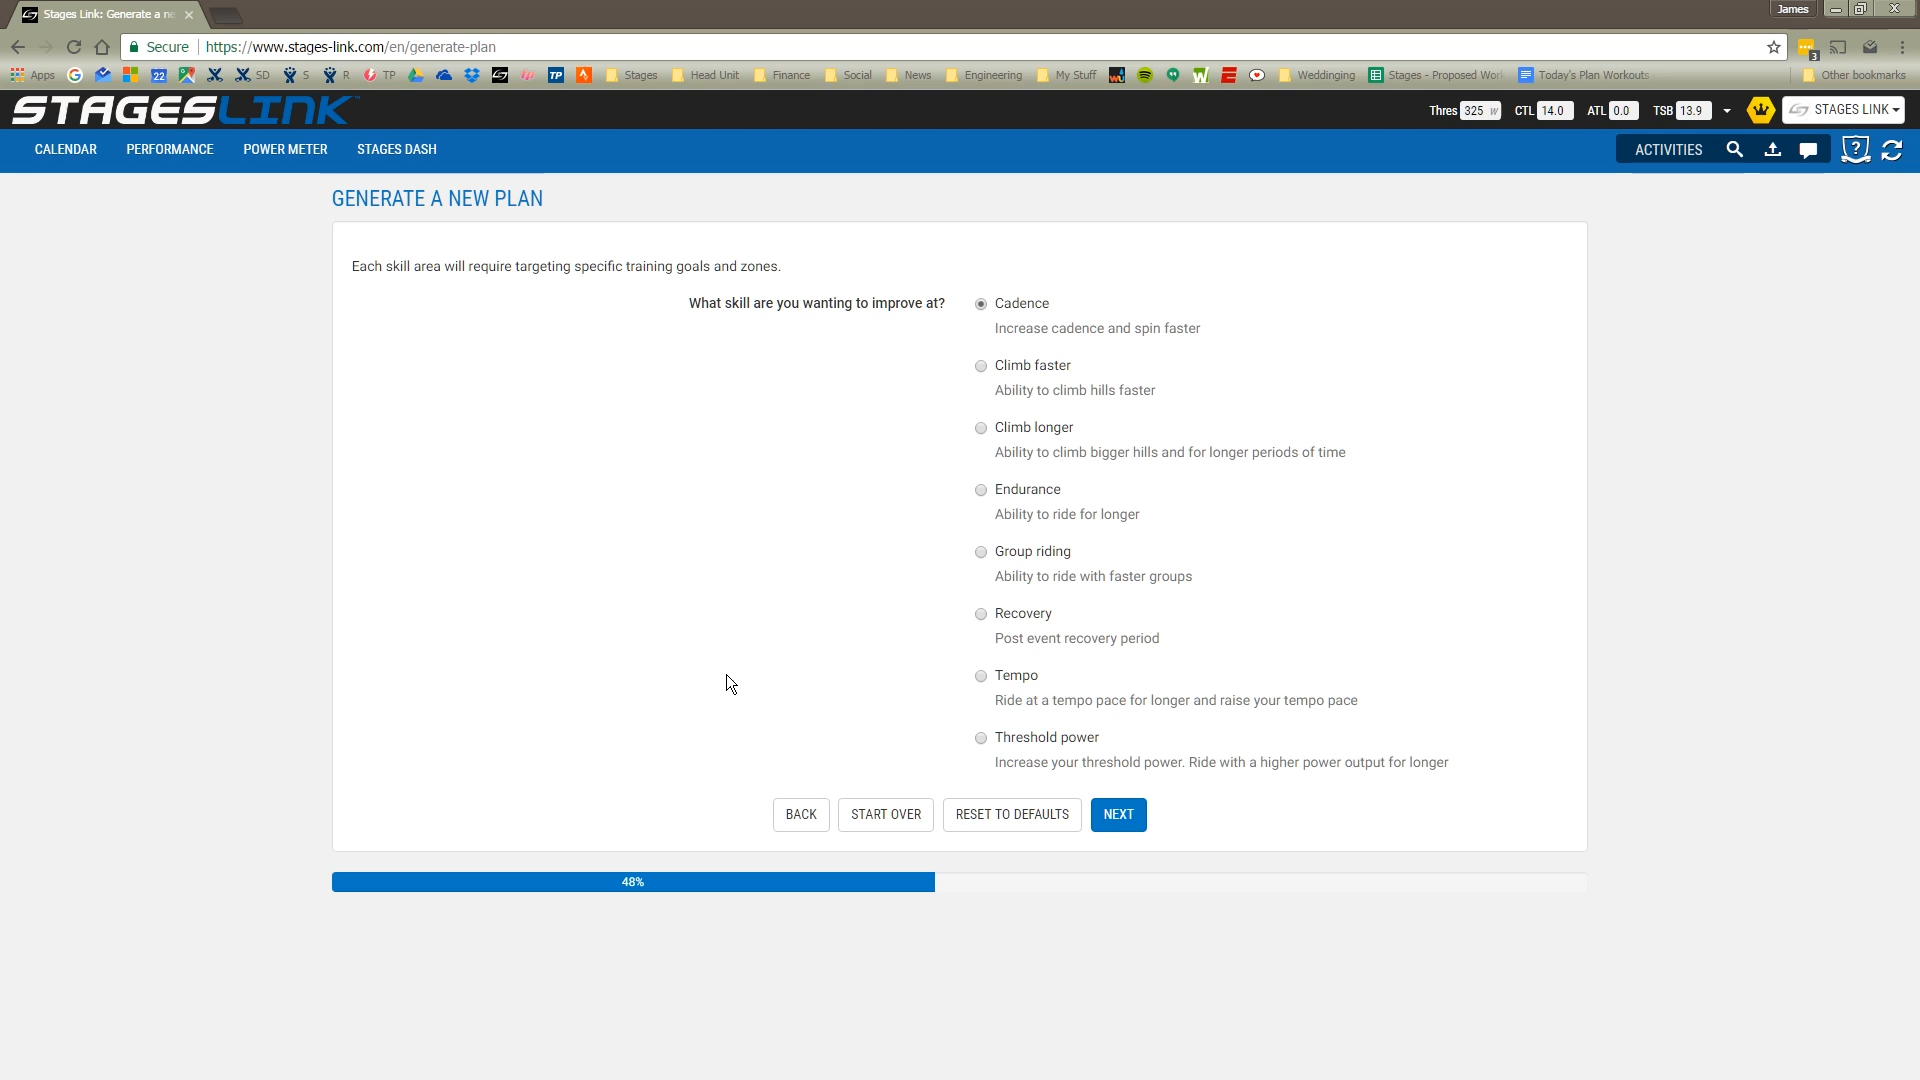 Stages Link: Generate a ne
James
Secure https://www.stages-link.com/en/generate-plan
3
Apps 22 SD S R TP TP Stages Head Unit Finance Social News Engineering My Stuff Weddinging Stages - Proposed Work Today's Plan Workouts Other bookmarks
STAGESLINK
Thres 325 w CTL 14.0 ATL 0.0 TSB 13.9 STAGES LINK
CALENDAR PERFORMANCE POWER METER STAGES DASH ACTIVITIES ?
GENERATE A NEW PLAN
Each skill area will require targeting specific training goals and zones.
What skill are you wanting to improve at? Cadence
Increase cadence and spin faster
Climb faster
Ability to climb hills faster
Climb longer
Ability to climb bigger hills and for longer periods of time
Endurance
Ability to ride for longer
Group riding
Ability to ride with faster groups
Recovery
Post event recovery period
Tempo
Ride at a tempo pace for longer and raise your tempo pace
Threshold power
Increase your threshold power. Ride with a higher power output for longer
BACK START OVER RESET TO DEFAULTS NEXT
48%